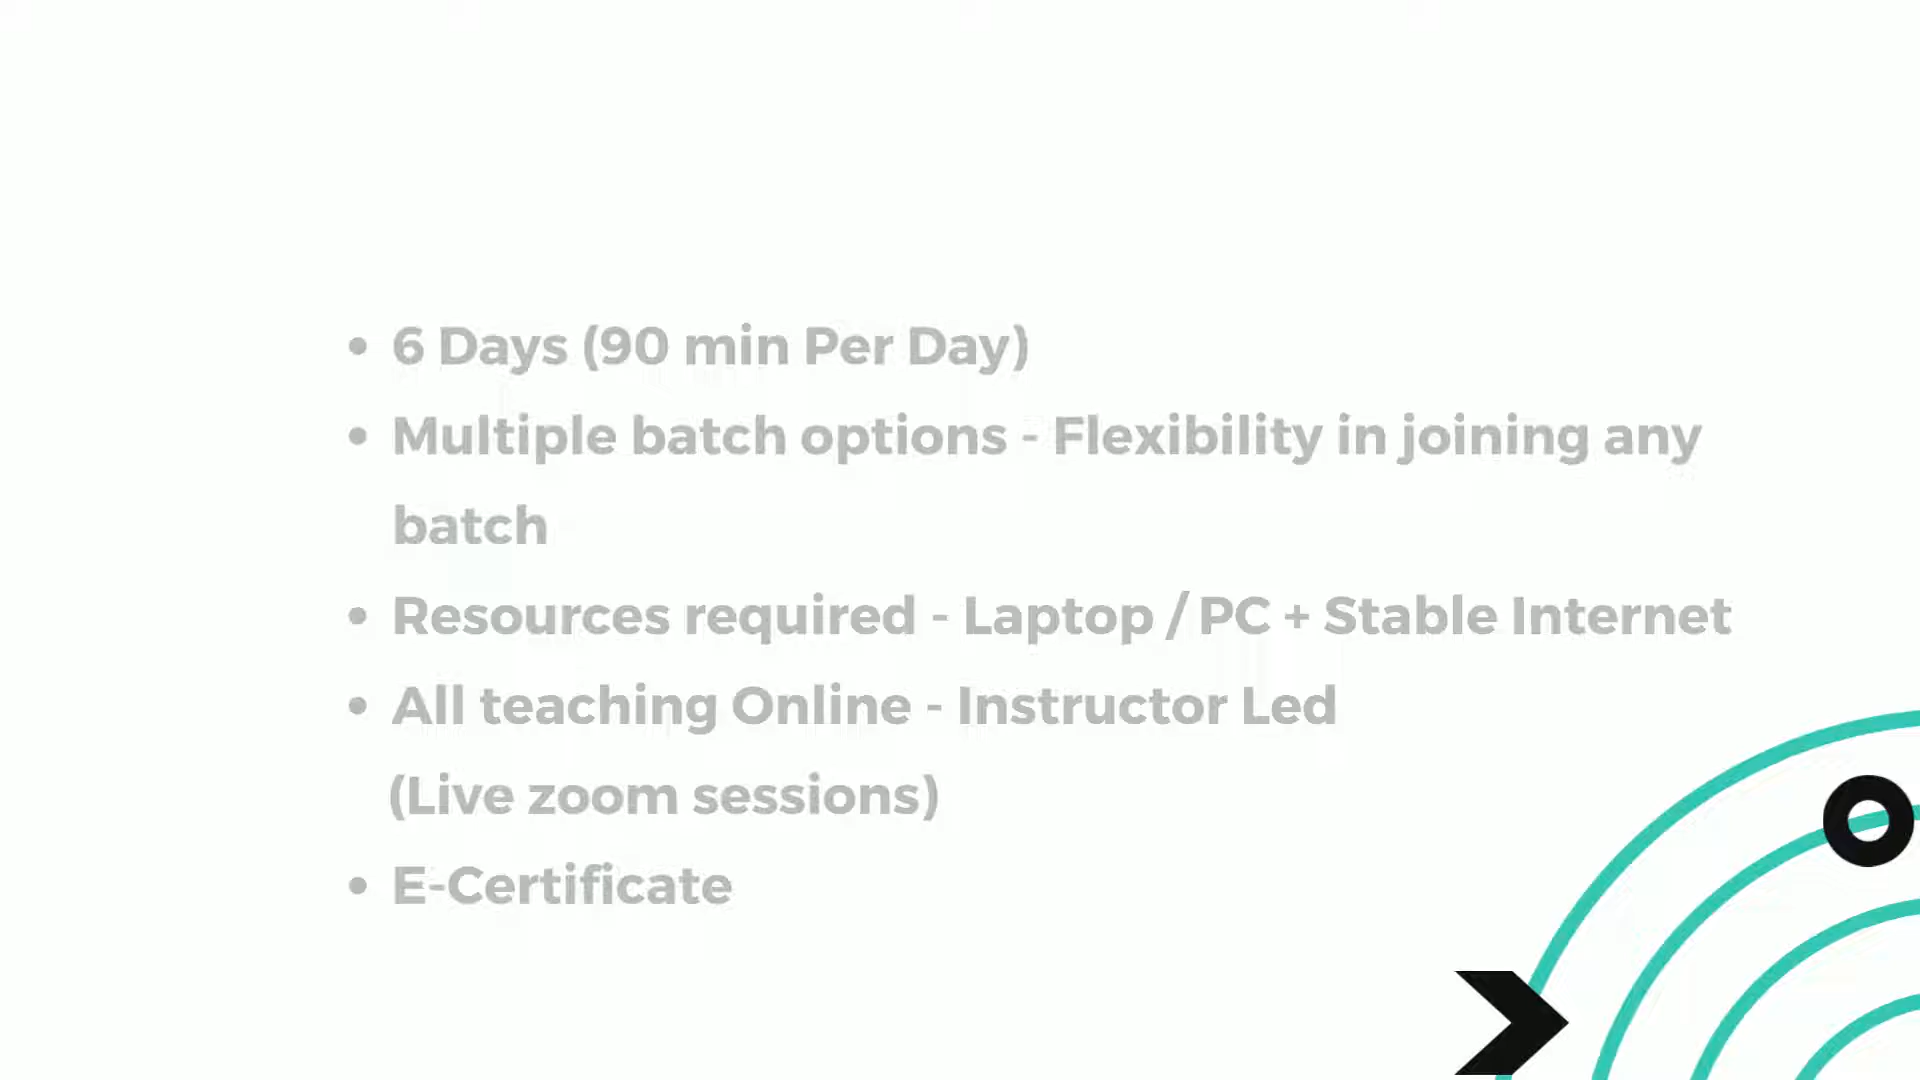 • 6 Days (90 min Per Day)
• Multiple batch options - Flexibility in joining any
batch
• Resources required - Laptop / PC + Stable Internet
• All teaching Online - Instructor Led
(Live zoom sessions)
• E-Certificate